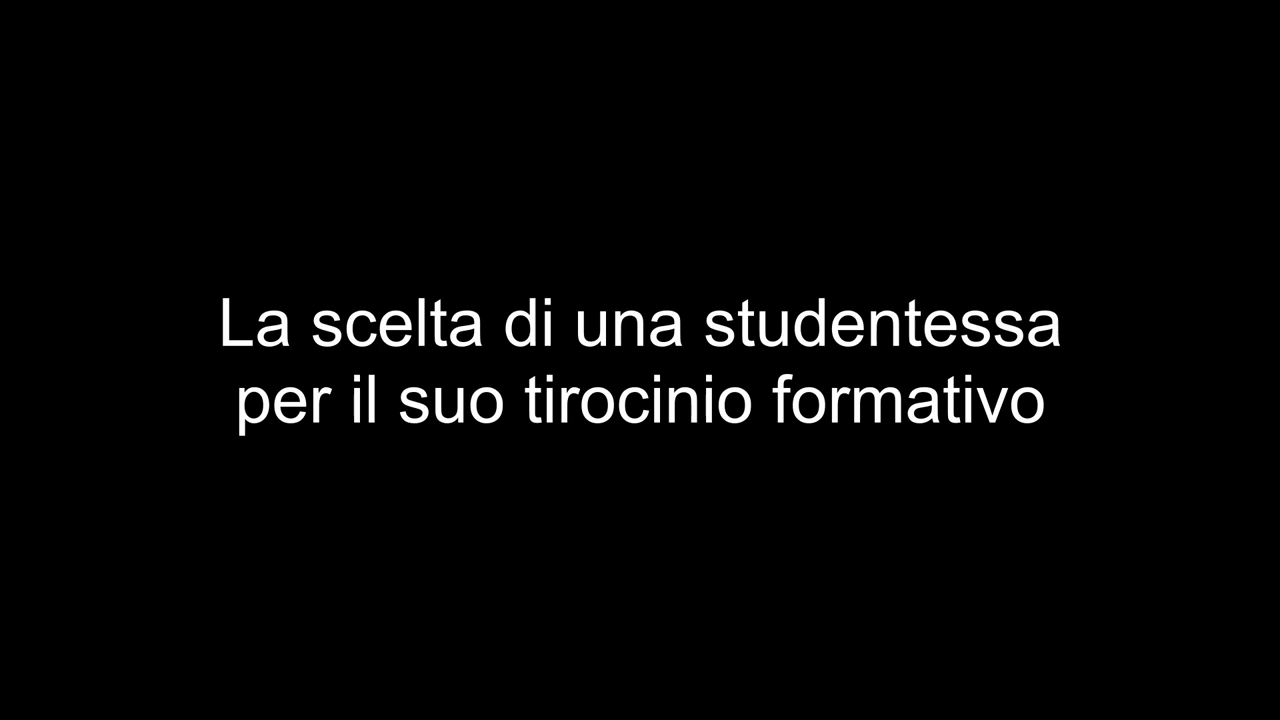 La scelta di una studentessa
per il suo tirocinio formativo